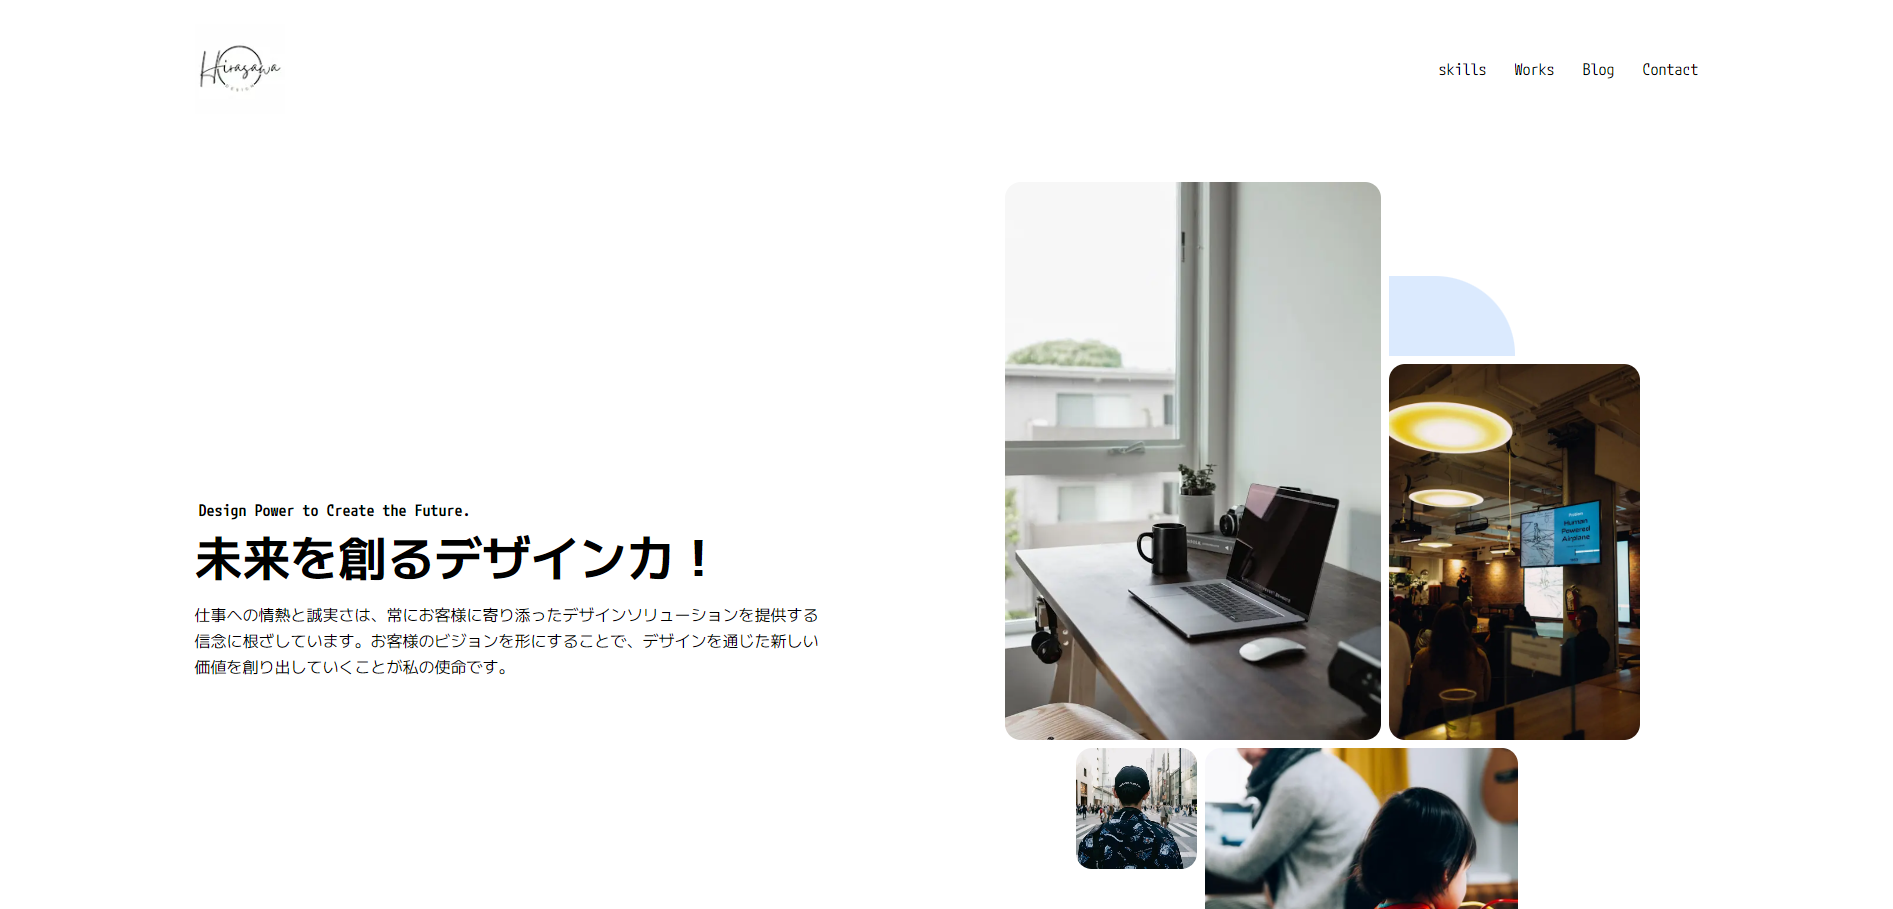 Hirasawa
DESIGN
skills Works Blog Contact
Design Power to Create the Future.
未来を創るデザイン力！
仕事への情熱と誠実さは、常にお客様に寄り添ったデザインソリューションを提供する
信念に根ざしています。お客様のビジョンを形にすることで、デザインを通じた新しい
価値を創り出していくことが私の使命です。
Human
Powered
Airplane